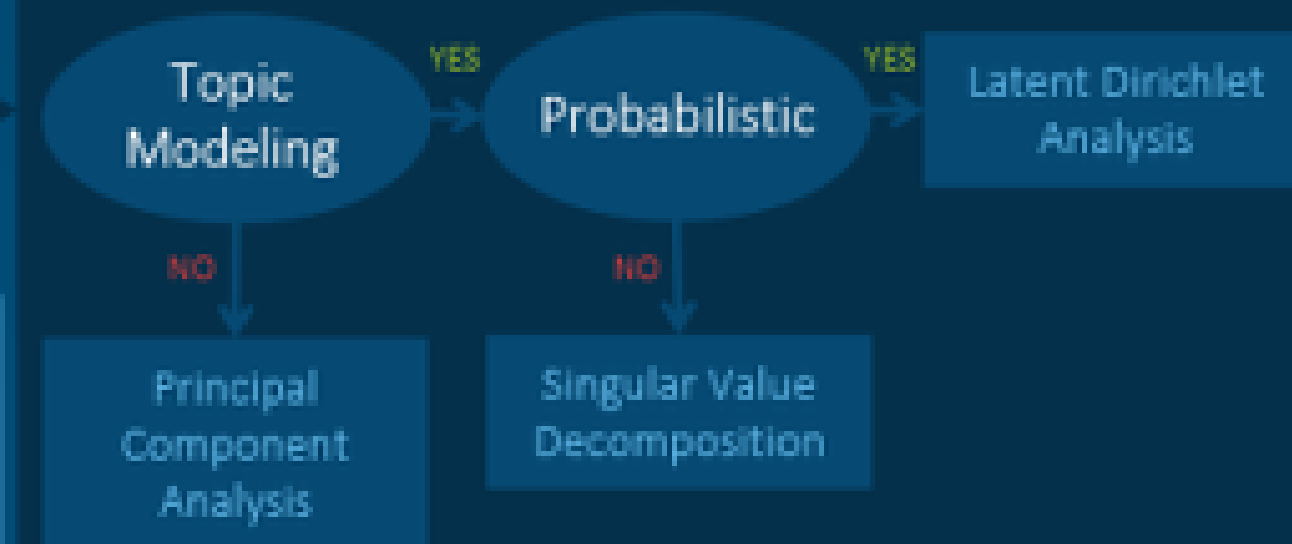 Topic
Modeling
YES
Probabilistic
YES
Latent Dirichlet
Analysis
NO
NO
Principal
Component
Analysis
Singular Value
Decomposition